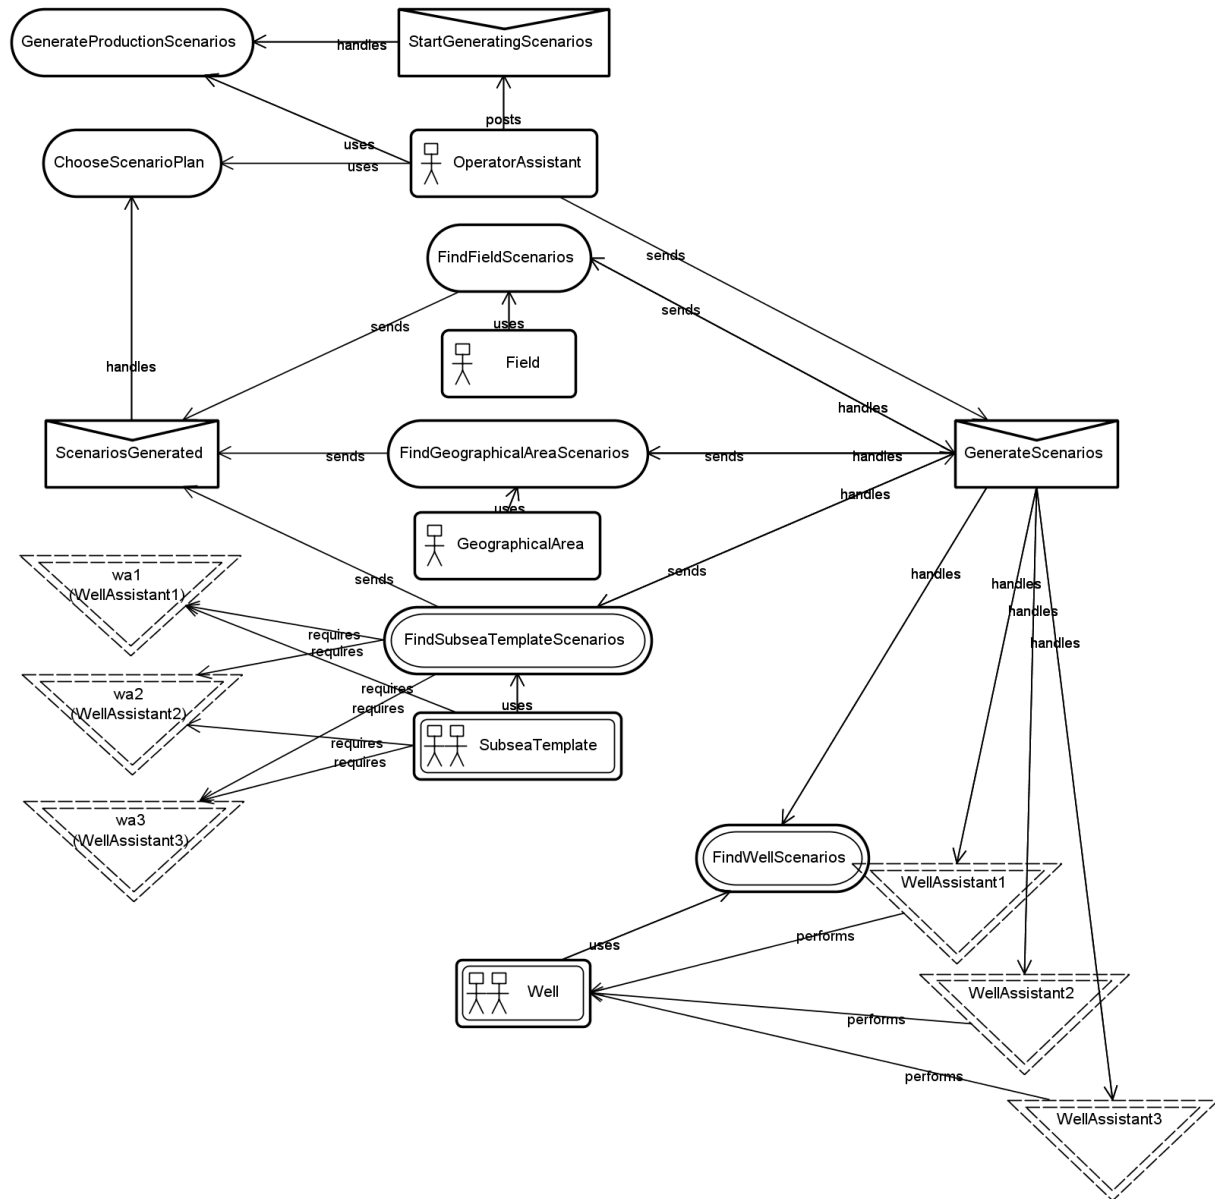 GenerateProductionScenarios
handles
StartGeneratingScenarios
posts
uses
ChooseScenarioPlan
uses
OperatorAssistant
FindFieldScenarios
sends
sends
uses
sends
Field
handles
handles
ScenariosGenerated
sends
FindGeographicalAreaScenarios
sends
handles
GenerateScenarios
handles
uses
GeographicalArea
wa1
(WellAssistant1)
sends
sends
handles
handles
handles
handles
requires
requires
FindSubseaTemplateScenarios
wa2
(WellAssistant2)
requires
requires
uses
requires
requires
SubseaTemplate
wa3
(WellAssistant3)
FindWellScenarios
WellAssistant1
uses
performs
Well
WellAssistant2
performs
performs
WellAssistant3